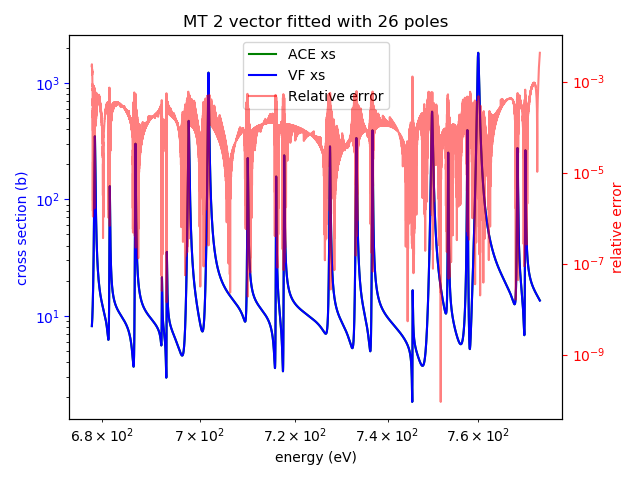 MT 2 vector fitted with 26 poles
ACE xs
VF xs
Relative error
cross section (b)
10³
10²
10¹
relative error
10⁻³
10⁻⁵
10⁻⁷
10⁻⁹
6.8 × 10² 7 × 10² 7.2 × 10² 7.4 × 10² 7.6 × 10²
energy (eV)